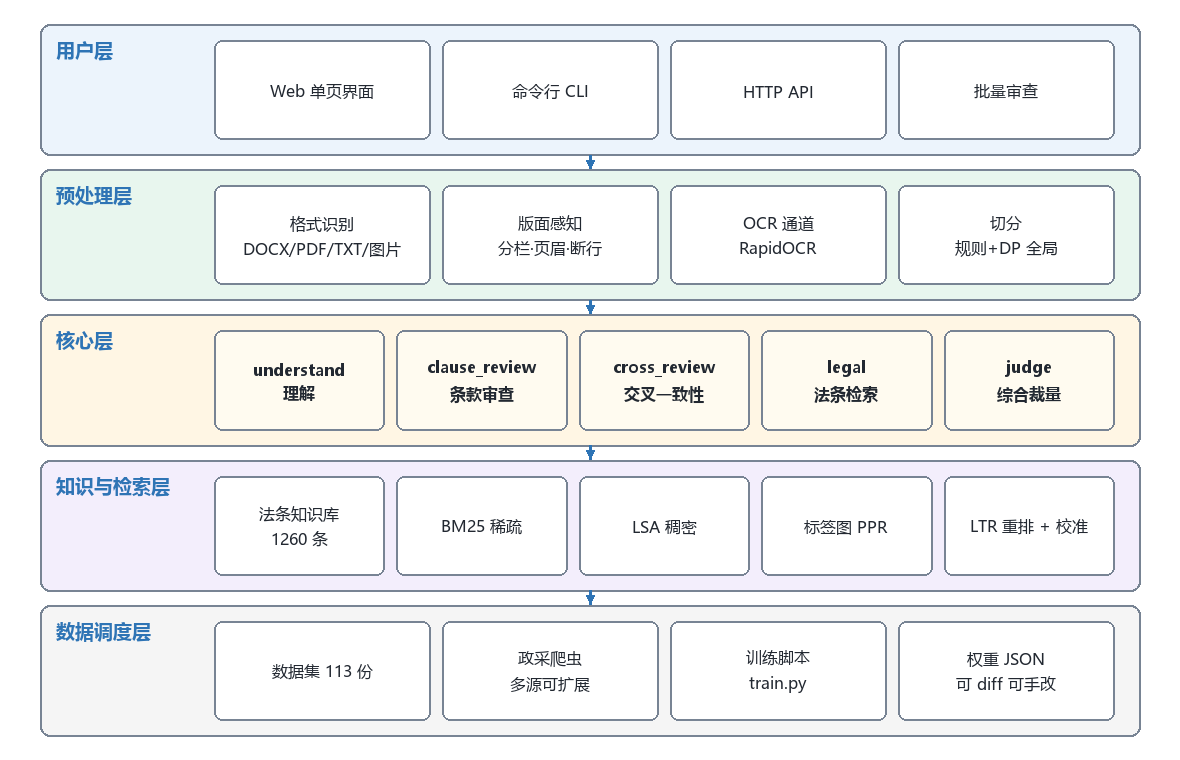 用户层
Web 单页界面
命令行 CLI
HTTP API
批量审查
预处理层
格式识别
DOCX/PDF/TXT/图片
版面感知
分栏·页眉·断行
OCR 通道
RapidOCR
切分
规则+DP 全局
核心层
understand
理解
clause_review
条款审查
cross_review
交叉一致性
legal
法条检索
judge
综合裁量
知识与检索层
法条知识库
1260 条
BM25 稀疏
LSA 稠密
标签图 PPR
LTR 重排 + 校准
数据调度层
数据集 113 份
政采爬虫
多源可扩展
训练脚本
train.py
权重 JSON
可 diff 可手改